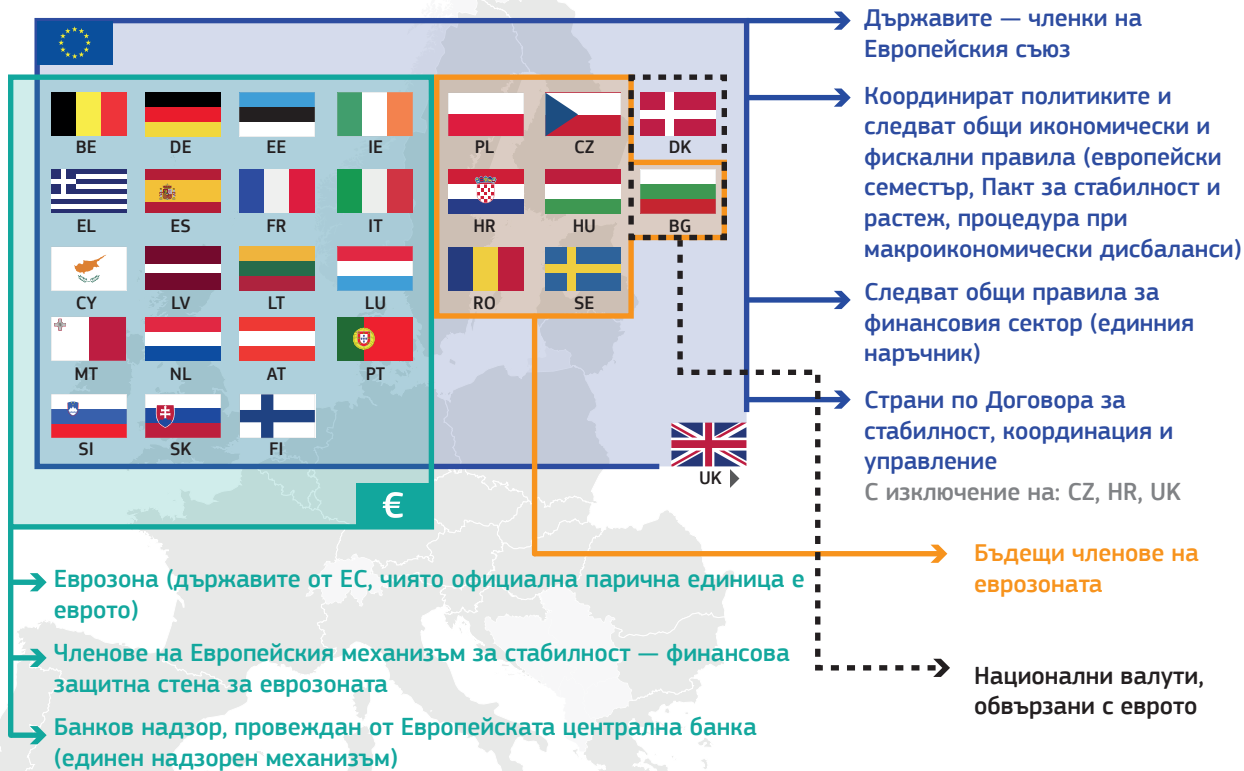 BE DE EE IE
EL ES FR IT
CY LV LT LU
MT NL AT PT
SI SK FI
€
PL CZ DK
HR HU BG
RO SE
UK
Държавите — членки на
Европейския съюз
Координират политиките и
следват общи икономически и
фискални правила (европейски
семестър, Пакт за стабилност и
растеж, процедура при
макроикономически дисбаланси)
Следват общи правила за
финансовия сектор (единния
наръчник)
Страни по Договора за
стабилност, координация и
управление
С изключение на: CZ, HR, UK
Бъдещи членове на
еврозоната
Национални валути,
обвързани с еврото
Еврозона (държавите от ЕС, чиято официална парична единица е
еврото)
Членове на Европейския механизъм за стабилност — финансова
защитна стена за еврозоната
Банков надзор, провеждан от Европейската централна банка
(единен надзорен механизъм)